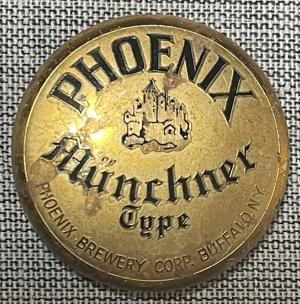 PHOENIX
Münchner
Type
PHOENIX BREWERY CORP. BUFFALO, N.Y.